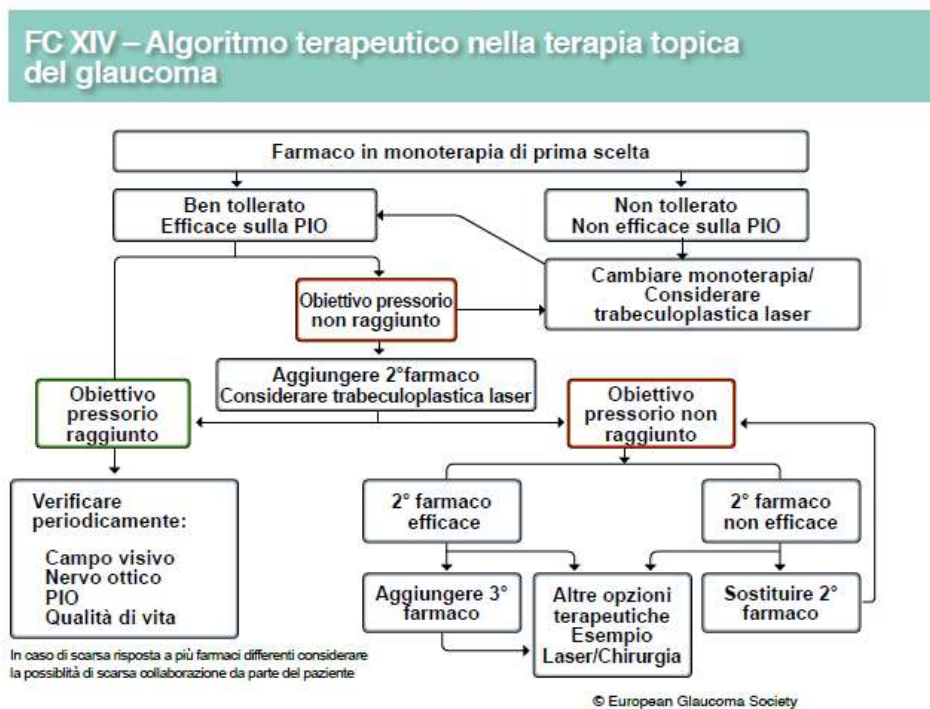 FC XIV – Algoritmo terapeutico nella terapia topica
del glaucoma
Farmaco in monoterapia di prima scelta
Ben tollerato
Efficace sulla PIO
Non tollerato
Non efficace sulla PIO
Cambiare monoterapia/
Considerare
trabeculoplastica laser
Obiettivo pressorio
non raggiunto
Aggiungere 2°farmaco
Considerare trabeculoplastica laser
Obiettivo
pressorio
raggiunto
Obiettivo
pressorio non
raggiunto
Verificare
periodicamente:
Campo visivo
Nervo ottico
PIO
Qualità di vita
2° farmaco
efficace
2° farmaco
non efficace
Aggiungere 3°
farmaco
Altre opzioni
terapeutiche
Esempio
Laser/Chirurgia
Sostituire 2°
farmaco
In caso di scarsa risposta a più farmaci differenti considerare
la possiblità di scarsa collaborazione da parte del paziente
© European Glaucoma Society